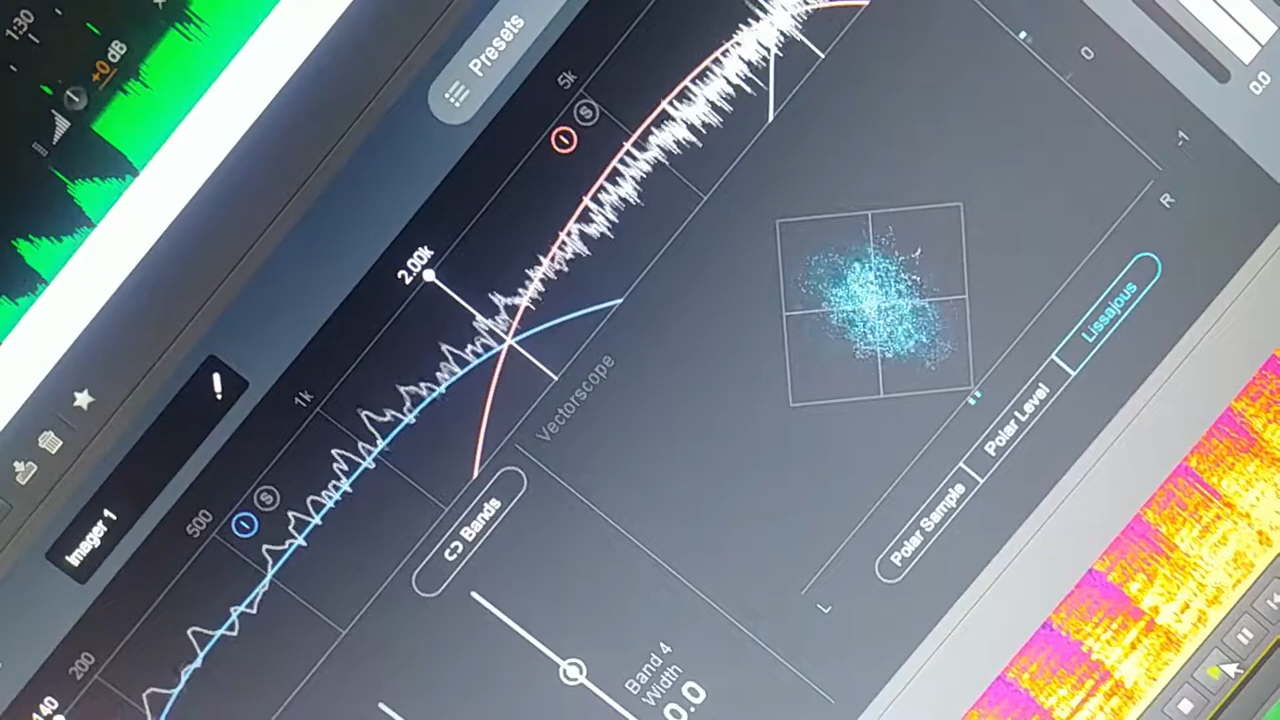 1:30
+0 dB
Presets
Imager 1
140
200
500
S
1k
2.00k
5k
S
Bands
Vectorscope
0
-1
R
L
Polar Sample
Polar Level
Lissajous
Band 4
Width
0.0
0.0